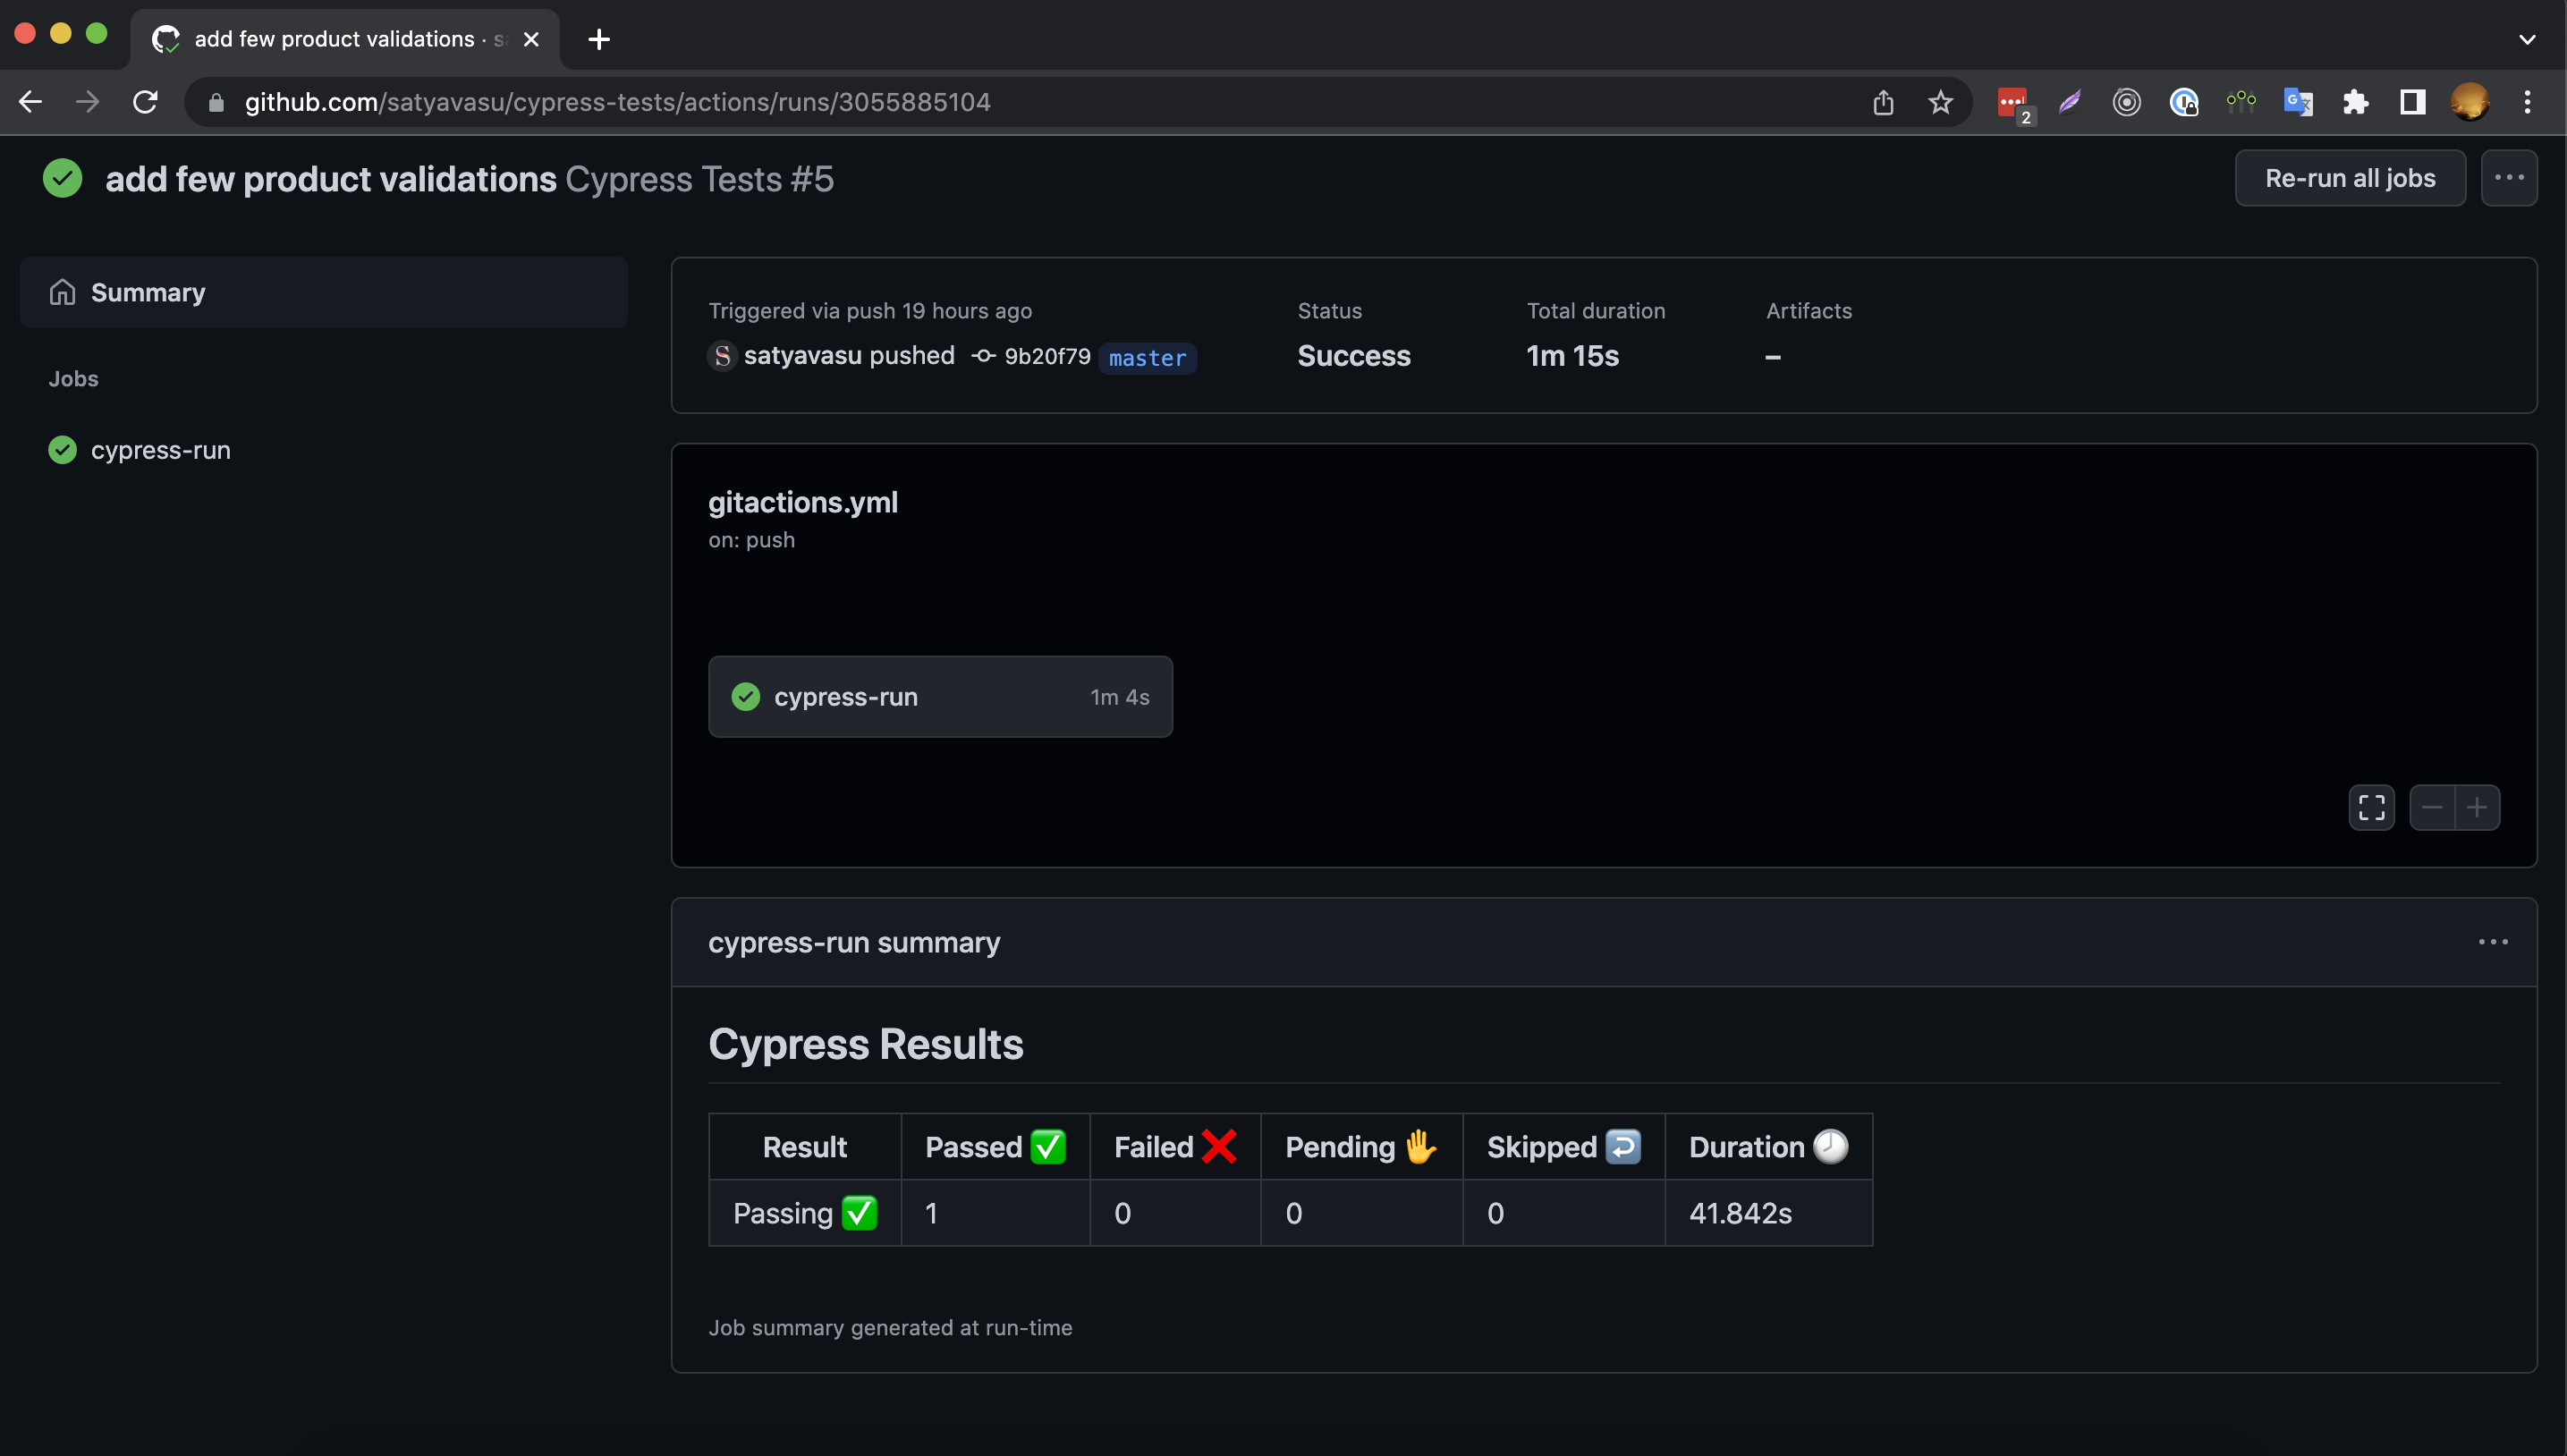 add few product validations · s
github.com/satyavasu/cypress-tests/actions/runs/3055885104
2
add few product validations Cypress Tests #5
Re-run all jobs
Summary
Jobs
cypress-run
Triggered via push 19 hours ago
satyavasu pushed 9b20f79 master
Status
Success
Total duration
1m 15s
Artifacts
–
gitactions.yml
on: push
cypress-run 1m 4s
cypress-run summary
Cypress Results
Result Passed ✅ Failed ❌ Pending ✋ Skipped ↩️ Duration 🕗
Passing ✅ 1 0 0 0 41.842s
Job summary generated at run-time